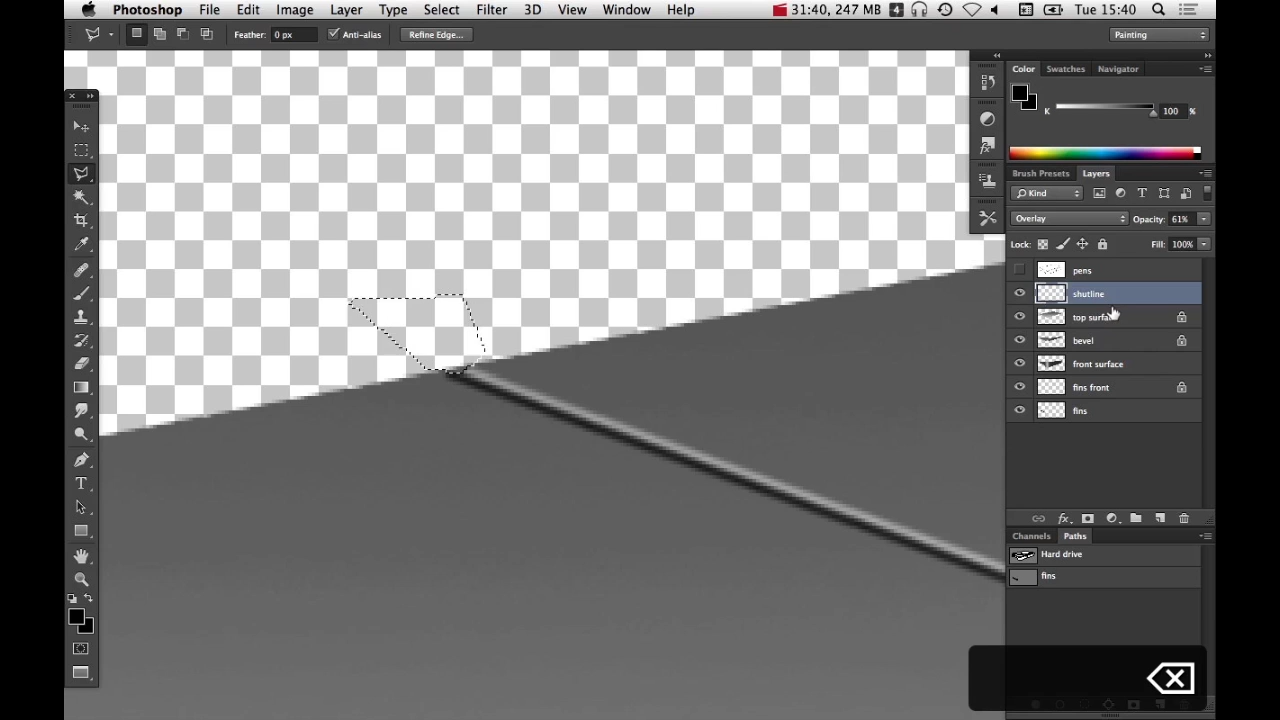 Photoshop File Edit Image Layer Type Select Filter 3D View Window Help 31:40, 247 MB 4 Tue 15:40
Feather: 0 px Anti-alias Refine Edge... Painting
Color Swatches Navigator
K 100 %
Brush Presets Layers
Kind T
Overlay Opacity: 61%
Lock: Fill: 100%
pens
shutline
top surfa
bevel
front surface
fins front
fins
fx
Channels Paths
Hard drive
fins
T